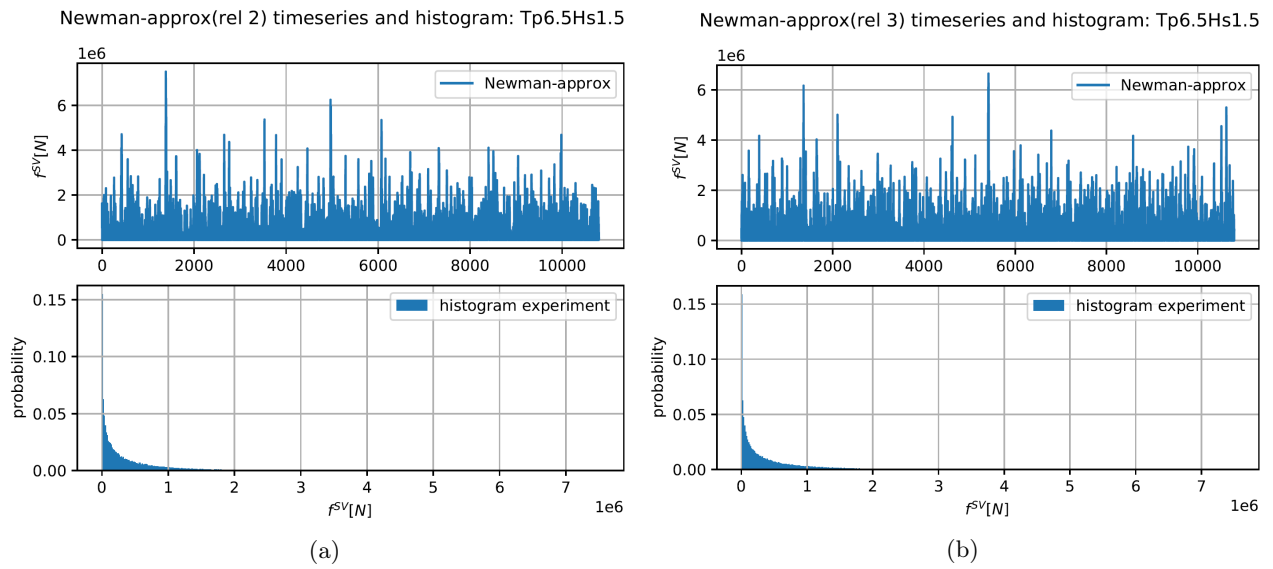 Newman-approx(rel 2) timeseries and histogram: Tp6.5Hs1.5
1e6
Newman-approx
f^SV[N]
6
4
2
0
0 2000 4000 6000 8000 10000
histogram experiment
probability
0.15
0.10
0.05
0.00
0 1 2 3 4 5 6 7
1e6
f^SV[N]
(a)
Newman-approx(rel 3) timeseries and histogram: Tp6.5Hs1.5
1e6
Newman-approx
f^SV[N]
6
4
2
0
0 2000 4000 6000 8000 10000
histogram experiment
probability
0.15
0.10
0.05
0.00
0 1 2 3 4 5 6 7
1e6
f^SV[N]
(b)